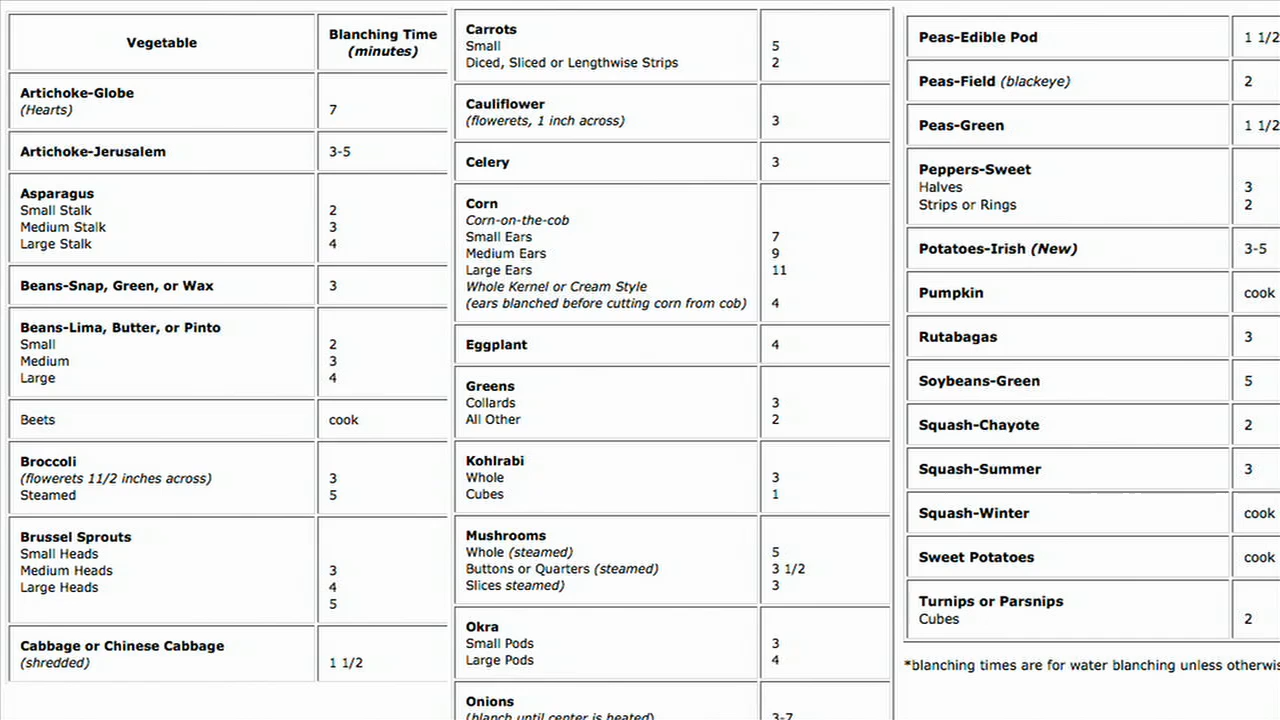 Vegetable Blanching Time
(minutes)
Artichoke-Globe
(Hearts) 7
Artichoke-Jerusalem 3-5
Asparagus
Small Stalk 2
Medium Stalk 3
Large Stalk 4
Beans-Snap, Green, or Wax 3
Beans-Lima, Butter, or Pinto
Small 2
Medium 3
Large 4
Beets cook
Broccoli
(flowerets 11/2 inches across) 3
Steamed 5
Brussel Sprouts
Small Heads
Medium Heads 3
Large Heads 4
5
Cabbage or Chinese Cabbage
(shredded) 1 1/2
Carrots
Small 5
Diced, Sliced or Lengthwise Strips 2
Cauliflower
(flowerets, 1 inch across) 3
Celery 3
Corn
Corn-on-the-cob
Small Ears 7
Medium Ears 9
Large Ears 11
Whole Kernel or Cream Style
(ears blanched before cutting corn from cob) 4
Eggplant 4
Greens
Collards 3
All Other 2
Kohlrabi
Whole 3
Cubes 1
Mushrooms
Whole (steamed) 5
Buttons or Quarters (steamed) 3 1/2
Slices steamed) 3
Okra
Small Pods 3
Large Pods 4
Onions
(blanch until center is heated) 3-7
Peas-Edible Pod 1 1/2
Peas-Field (blackeye) 2
Peas-Green 1 1/2
Peppers-Sweet
Halves 3
Strips or Rings 2
Potatoes-Irish (New) 3-5
Pumpkin cook
Rutabagas 3
Soybeans-Green 5
Squash-Chayote 2
Squash-Summer 3
Squash-Winter cook
Sweet Potatoes cook
Turnips or Parsnips
Cubes 2
*blanching times are for water blanching unless otherwis